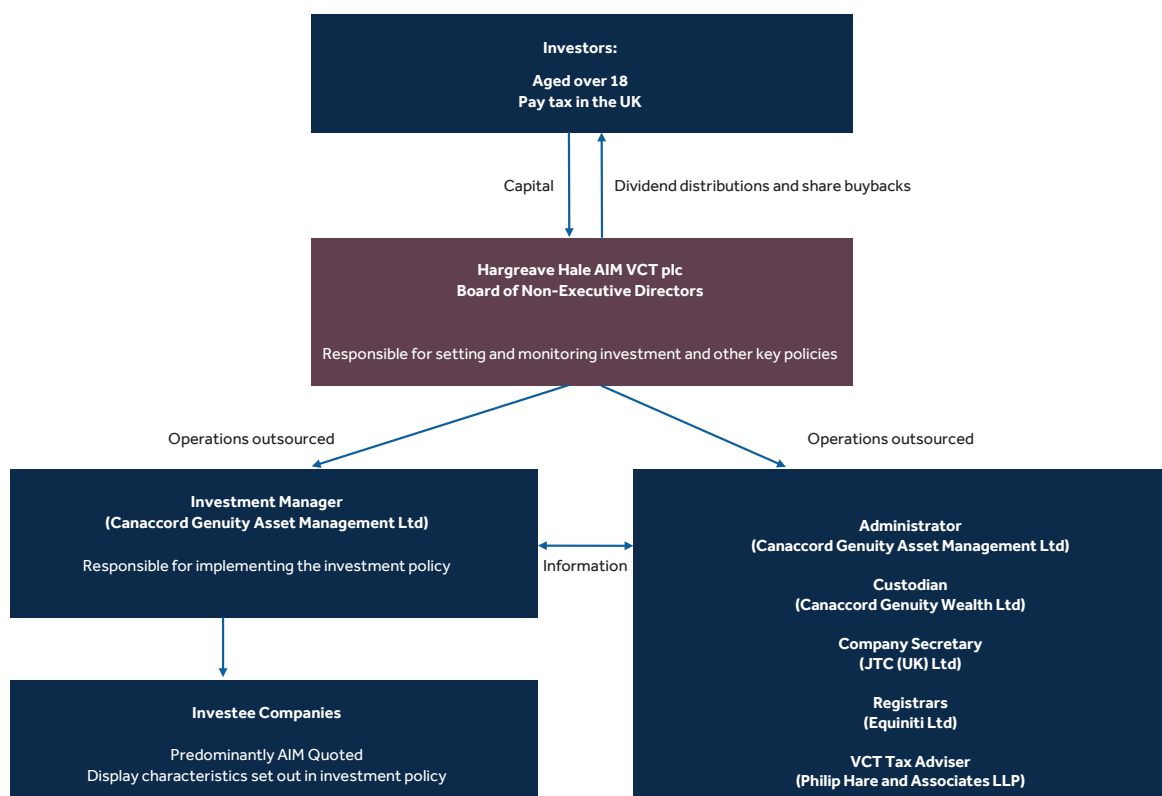 Investors:
Aged over 18
Pay tax in the UK
Capital
Dividend distributions and share buybacks
Hargreave Hale AIM VCT plc
Board of Non-Executive Directors
Responsible for setting and monitoring investment and other key policies
Operations outsourced
Operations outsourced
Investment Manager
(Canaccord Genuity Asset Management Ltd)
Responsible for implementing the investment policy
Information
Administrator
(Canaccord Genuity Asset Management Ltd)
Custodian
(Canaccord Genuity Wealth Ltd)
Company Secretary
(JTC (UK) Ltd)
Registrars
(Equiniti Ltd)
VCT Tax Adviser
(Philip Hare and Associates LLP)
Investee Companies
Predominantly AIM Quoted
Display characteristics set out in investment policy